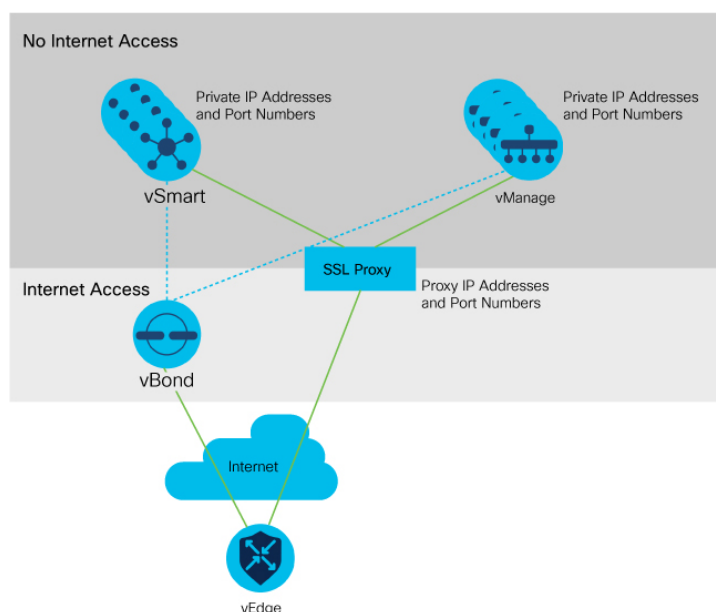 No Internet Access
Private IP Addresses
and Port Numbers
Private IP Addresses
and Port Numbers
vSmart
vManage
SSL Proxy
Internet Access
Proxy IP Addresses
and Port Numbers
vBond
Internet
vEdge